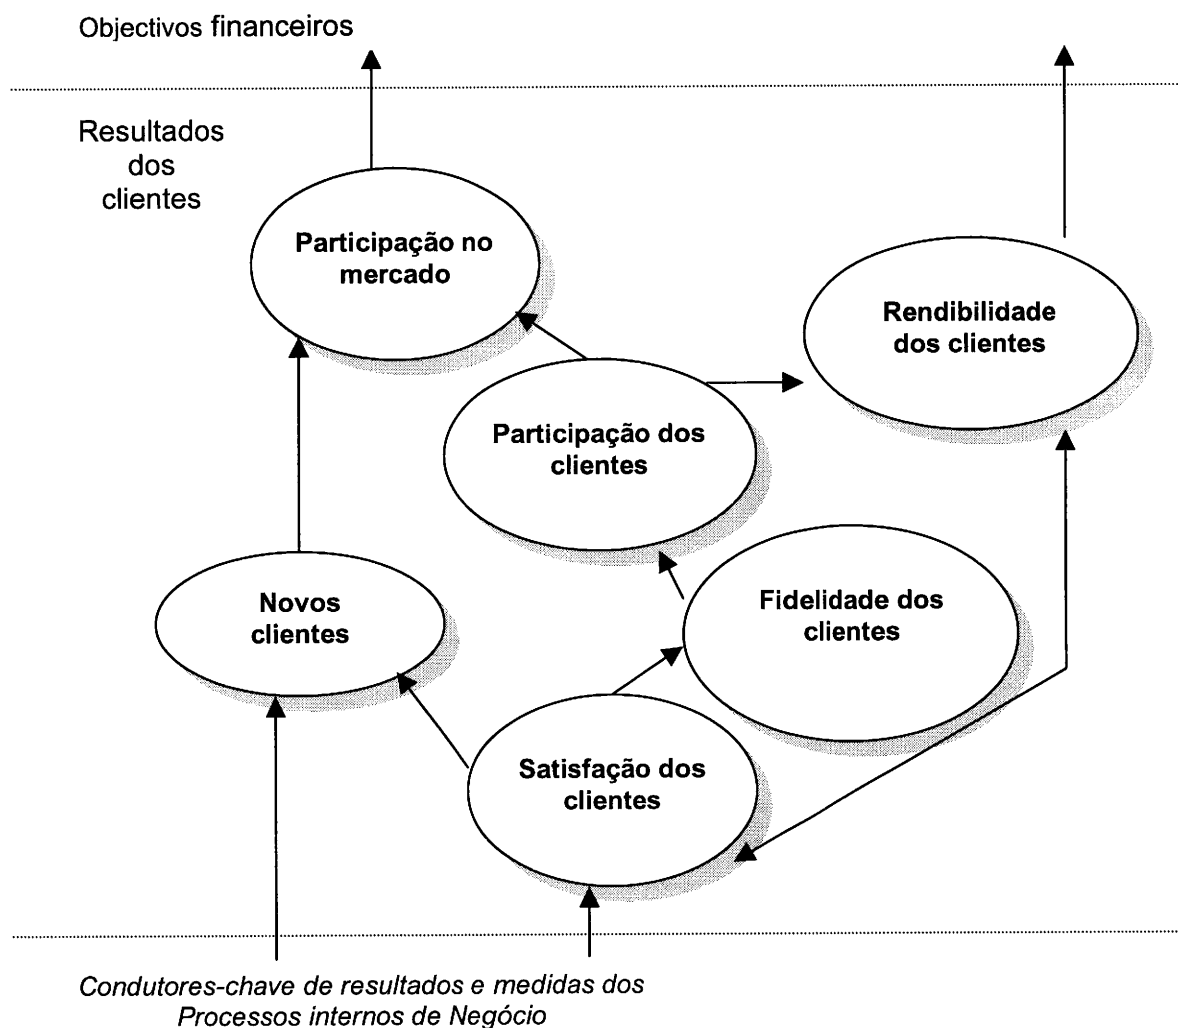 Objectivos financeiros
Resultados
dos
clientes
Participação no
mercado
Rendibilidade
dos clientes
Participação dos
clientes
Novos
clientes
Fidelidade dos
clientes
Satisfação dos
clientes
Condutores-chave de resultados e medidas dos
Processos internos de Negócio